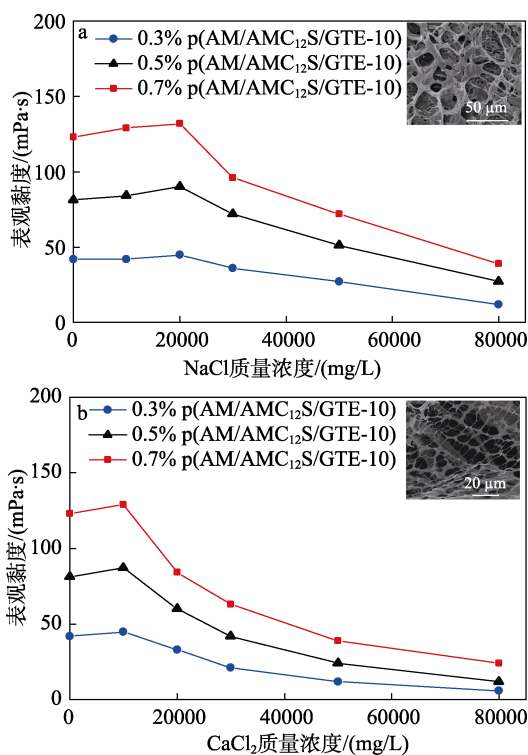 a
0.3% p(AM/AMC₁₂S/GTE-10)
0.5% p(AM/AMC₁₂S/GTE-10)
0.7% p(AM/AMC₁₂S/GTE-10)
50 μm
200
150
100
50
0
表观黏度/(mPa·s)
0 20000 40000 60000 80000
NaCl质量浓度/(mg/L)
b
0.3% p(AM/AMC₁₂S/GTE-10)
0.5% p(AM/AMC₁₂S/GTE-10)
0.7% p(AM/AMC₁₂S/GTE-10)
20 μm
200
150
100
50
0
表观黏度/(mPa·s)
0 20000 40000 60000 80000
CaCl₂质量浓度/(mg/L)